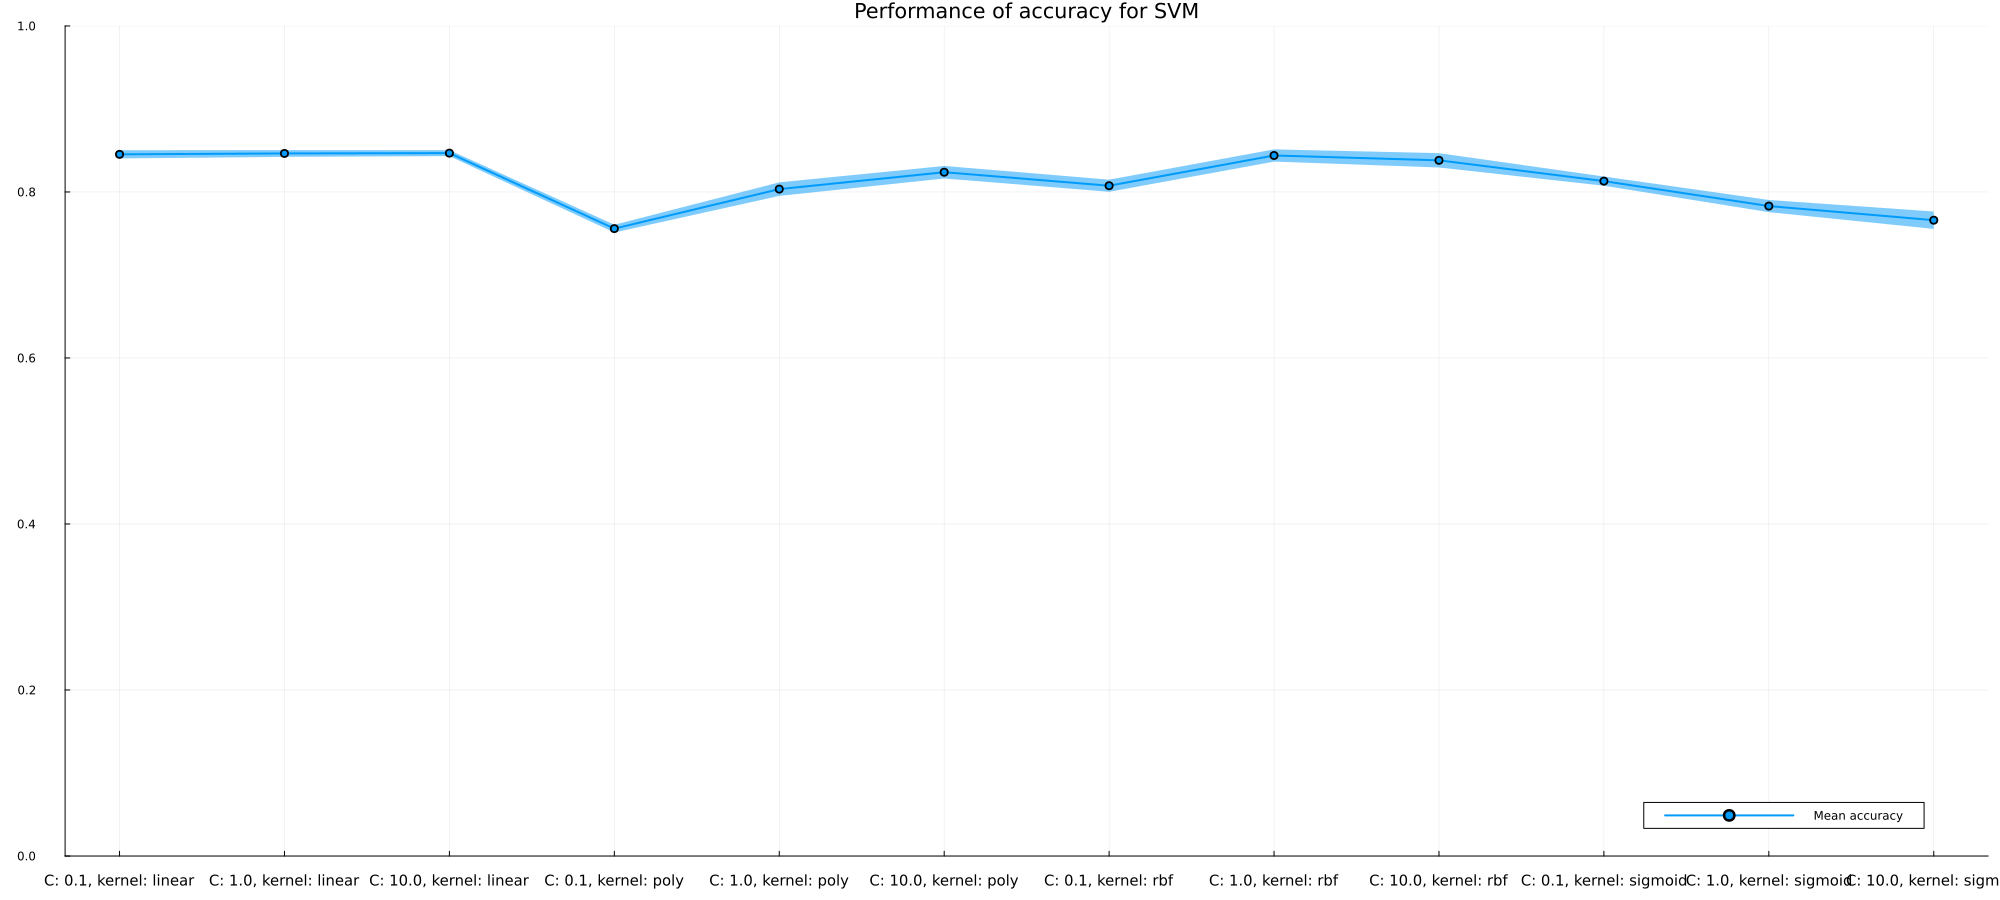 Performance of accuracy for SVM
1.0
0.8
0.6
0.4
0.2
0.0
Mean accuracy
C: 0.1, kernel: linear
C: 1.0, kernel: linear
C: 10.0, kernel: linear
C: 0.1, kernel: poly
C: 1.0, kernel: poly
C: 10.0, kernel: poly
C: 0.1, kernel: rbf
C: 1.0, kernel: rbf
C: 10.0, kernel: rbf
C: 0.1, kernel: sigmoid
C: 1.0, kernel: sigmoid
C: 10.0, kernel: sigm